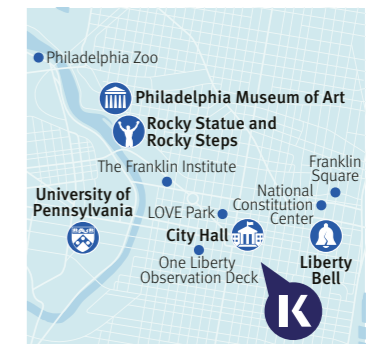 Philadelphia Zoo
Philadelphia Museum of Art
Rocky Statue and
Rocky Steps
The Franklin Institute
Franklin
Square
National
Constitution
Center
University of
Pennsylvania
LOVE Park
City Hall
One Liberty
Observation Deck
Liberty
Bell
K